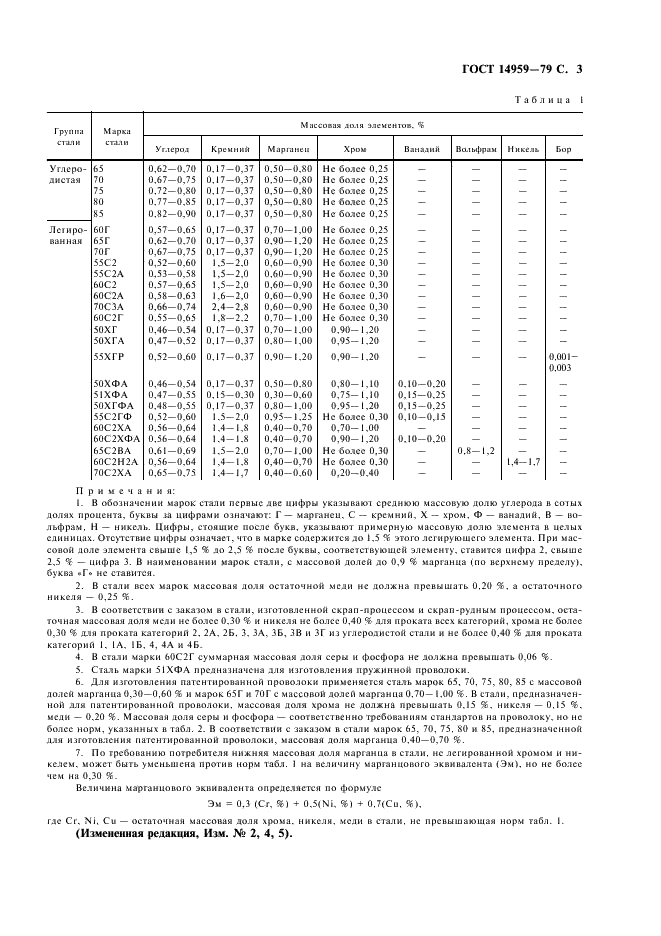 ГОСТ 14959—79 С. 3
Таблица 1
Группа стали Марка стали Массовая доля элементов, %
Углерод Кремний Марганец Хром Ванадий Вольфрам Никель Бор
Углеро- 65 0,62—0,70 0,17—0,37 0,50—0,80 Не более 0,25 — — — —
дистая 70 0,67—0,75 0,17—0,37 0,50—0,80 Не более 0,25 — — — —
75 0,72—0,80 0,17—0,37 0,50—0,80 Не более 0,25 — — — —
80 0,77—0,85 0,17—0,37 0,50—0,80 Не более 0,25 — — — —
85 0,82—0,90 0,17—0,37 0,50—0,80 Не более 0,25 — — — —
Легиро- 60Г 0,57—0,65 0,17—0,37 0,70—1,00 Не более 0,25 — — — —
ванная 65Г 0,62—0,70 0,17—0,37 0,90—1,20 Не более 0,25 — — — —
70Г 0,67—0,75 0,17—0,37 0,90—1,20 Не более 0,25 — — — —
55С2 0,52—0,60 1,5—2,0 0,60—0,90 Не более 0,30 — — — —
55С2А 0,53—0,58 1,5—2,0 0,60—0,90 Не более 0,30 — — — —
60С2 0,57—0,65 1,5—2,0 0,60—0,90 Не более 0,30 — — — —
60С2А 0,58—0,63 1,6—2,0 0,60—0,90 Не более 0,30 — — — —
70С3А 0,66—0,74 2,4—2,8 0,60—0,90 Не более 0,30 — — — —
60С2Г 0,55—0,65 1,8—2,2 0,70—1,00 Не более 0,30 — — — —
50ХГ 0,46—0,54 0,17—0,37 0,70—1,00 0,90—1,20 — — — —
50ХГА 0,47—0,52 0,17—0,37 0,80—1,00 0,95—1,20 — — — —
55ХГР 0,52—0,60 0,17—0,37 0,90—1,20 0,90—1,20 — — — 0,001—
0,003
50ХФА 0,46—0,54 0,17—0,37 0,50—0,80 0,80—1,10 0,10—0,20 — — —
51ХФА 0,47—0,55 0,15—0,30 0,30—0,60 0,80—1,10 0,15—0,25 — — —
50ХГФА 0,48—0,55 0,17—0,37 0,80—1,00 0,95—1,20 0,15—0,25 — — —
55С2ГФ 0,52—0,60 1,5—2,0 0,95—1,25 Не более 0,30 0,10—0,15 — — —
60С2ХА 0,56—0,64 1,4—1,8 0,40—0,70 0,70—1,00 — — — —
60С2ХФА 0,56—0,64 1,4—1,8 0,40—0,70 0,90—1,20 0,10—0,20 — — —
65С2ВА 0,61—0,69 1,5—2,0 0,70—1,00 Не более 0,30 — 0,8—1,2 — —
60С2Н2А 0,56—0,64 1,4—1,8 0,40—0,70 Не более 0,30 — — 1,4—1,7 —
70С2ХА 0,65—0,75 1,4—1,7 0,40—0,60 0,20—0,40 — — — —
Примечания:
1. В обозначении марок стали первые две цифры указывают среднюю массовую долю углерода в сотых
долях процента, буквы за цифрами означают: Г — марганец, С — кремний, Х — хром, Ф — ванадий, В — во-
льфрам, Н — никель. Цифры, стоящие после букв, указывают примерную массовую долю элемента в целых
единицах. Отсутствие цифры означает, что в марке содержится до 1,5 % этого легирующего элемента. При мас-
совой доле элемента свыше 1,5 % до 2,5 % после буквы, соответствующей элементу, ставится цифра 2, свыше
2,5 % — цифра 3. В наименовании марок стали, с массовой долей до 0,9 % марганца (по верхнему пределу),
буква «Г» не ставится.
2. В стали всех марок массовая доля остаточной меди не должна превышать 0,20 %, а остаточного
никеля — 0,25 %.
3. В соответствии с заказом в стали, изготовленной скрап-процессом и скрап-рудным процессом, оста-
точная массовая доля меди не более 0,30 % и никеля не более 0,40 % для проката всех категорий, хрома не более
0,30 % для проката категорий 2, 2А, 2Б, 3, 3А, 3Б, 3В и 3Г из углеродистой стали и не более 0,40 % для проката
категорий 1, 1А, 1Б, 4, 4А и 4Б.
4. В стали марки 60С2Г суммарная массовая доля серы и фосфора не должна превышать 0,06 %.
5. Сталь марки 51ХФА предназначена для изготовления пружинной проволоки.
6. Для изготовления патентированной проволоки применяется сталь марок 65, 70, 75, 80, 85 с массовой
долей марганца 0,30—0,60 % и марок 65Г и 70Г с массовой долей марганца 0,70—1,00 %. В стали, предназначен-
ной для патентированной проволоки, массовая доля хрома не должна превышать 0,15 %, никеля — 0,15 %,
меди — 0,20 %. Массовая доля серы и фосфора — соответственно требованиям стандартов на проволоку, но не
более норм, указанных в табл. 2. В соответствии с заказом в стали марок 65, 70, 75, 80 и 85, предназначенной
для изготовления патентированной проволоки, массовая доля марганца 0,40—0,70 %.
7. По требованию потребителя нижняя массовая доля марганца в стали, не легированной хромом и ни-
келем, может быть уменьшена против норм табл. 1 на величину марганцового эквивалента (Эм), но не более
чем на 0,30 %.
Величина марганцового эквивалента определяется по формуле
Эм = 0,3 (Cr, %) + 0,5(Ni, %) + 0,7(Cu, %),
где Cr, Ni, Cu — остаточная массовая доля хрома, никеля, меди в стали, не превышающая норм табл. 1.
(Измененная редакция, Изм. № 2, 4, 5).